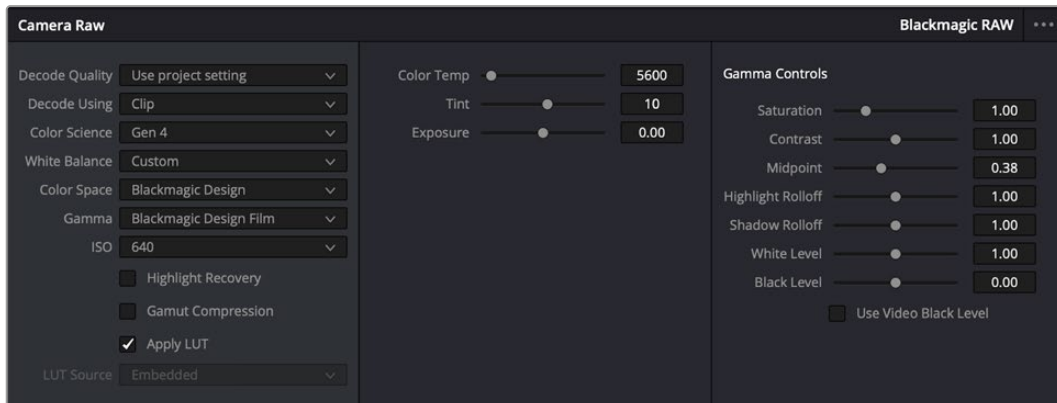 Camera Raw
Blackmagic RAW
Decode Quality Use project setting
Decode Using Clip
Color Science Gen 4
White Balance Custom
Color Space Blackmagic Design
Gamma Blackmagic Design Film
ISO 640
Highlight Recovery
Gamut Compression
Apply LUT
LUT Source Embedded
Color Temp 5600
Tint 10
Exposure 0.00
Gamma Controls
Saturation 1.00
Contrast 1.00
Midpoint 0.38
Highlight Rolloff 1.00
Shadow Rolloff 1.00
White Level 1.00
Black Level 0.00
Use Video Black Level